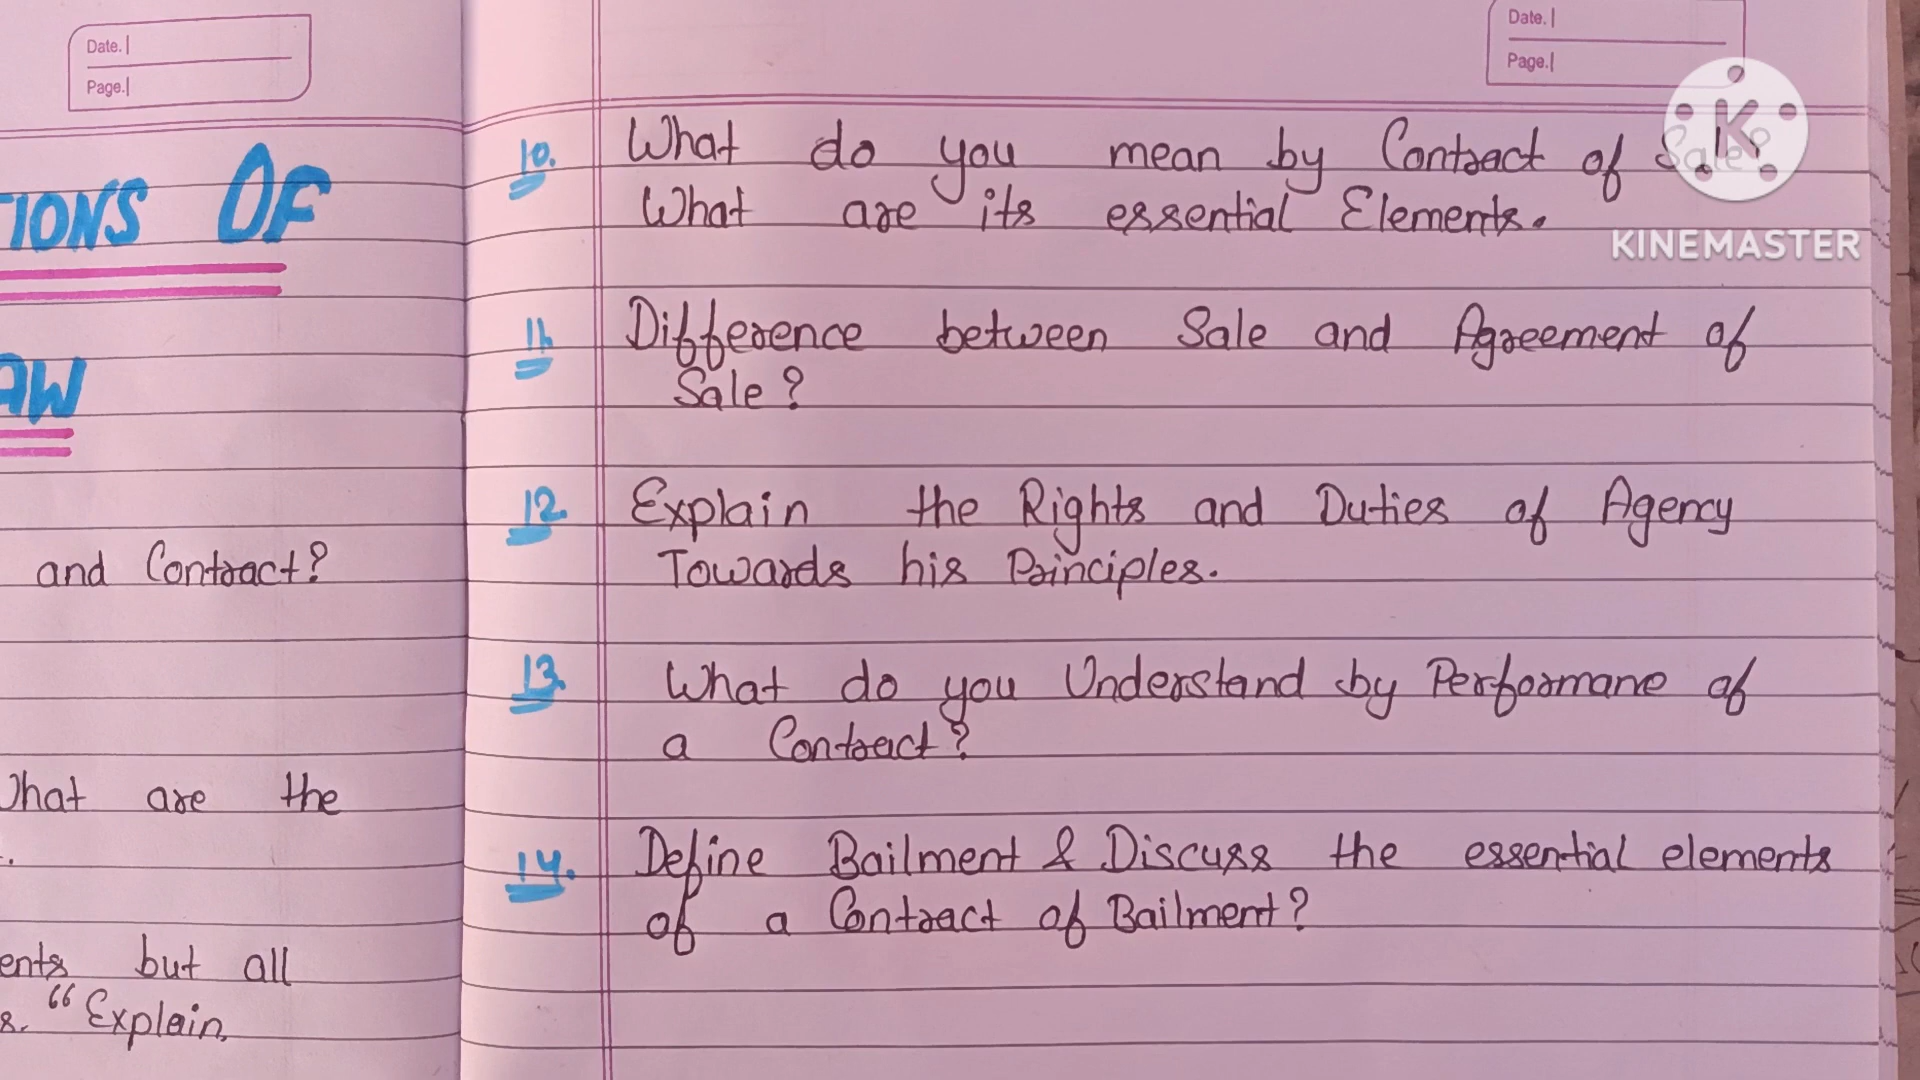 Date.
Page.
TIONS OF
AW
and Contract?
What are the
ents but all
s. "Explain.
Date.
Page.
10. What do you mean by Contract of Sale?
What are its essential Elements.
11. Difference between Sale and Agreement of
Sale?
12. Explain the Rights and Duties of Agency
Towards his Principles.
13. What do you Understand by Performane of
a Contract?
14. Define Bailment & Discuss the essential elements
of a Contract of Bailment?
K
KINEMASTER